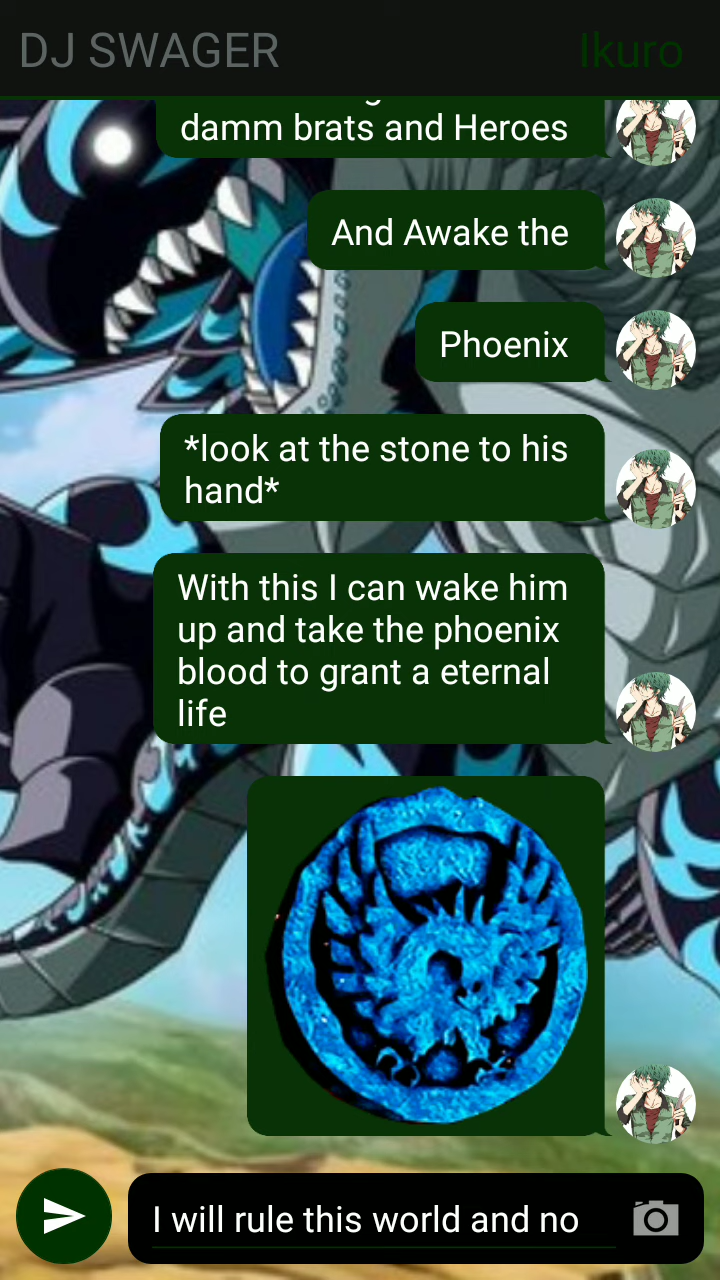 DJ SWAGER
Ikuro
damm brats and Heroes
And Awake the
Phoenix
*look at the stone to his
hand*
With this I can wake him
up and take the phoenix
blood to grant a eternal
life
I will rule this world and no